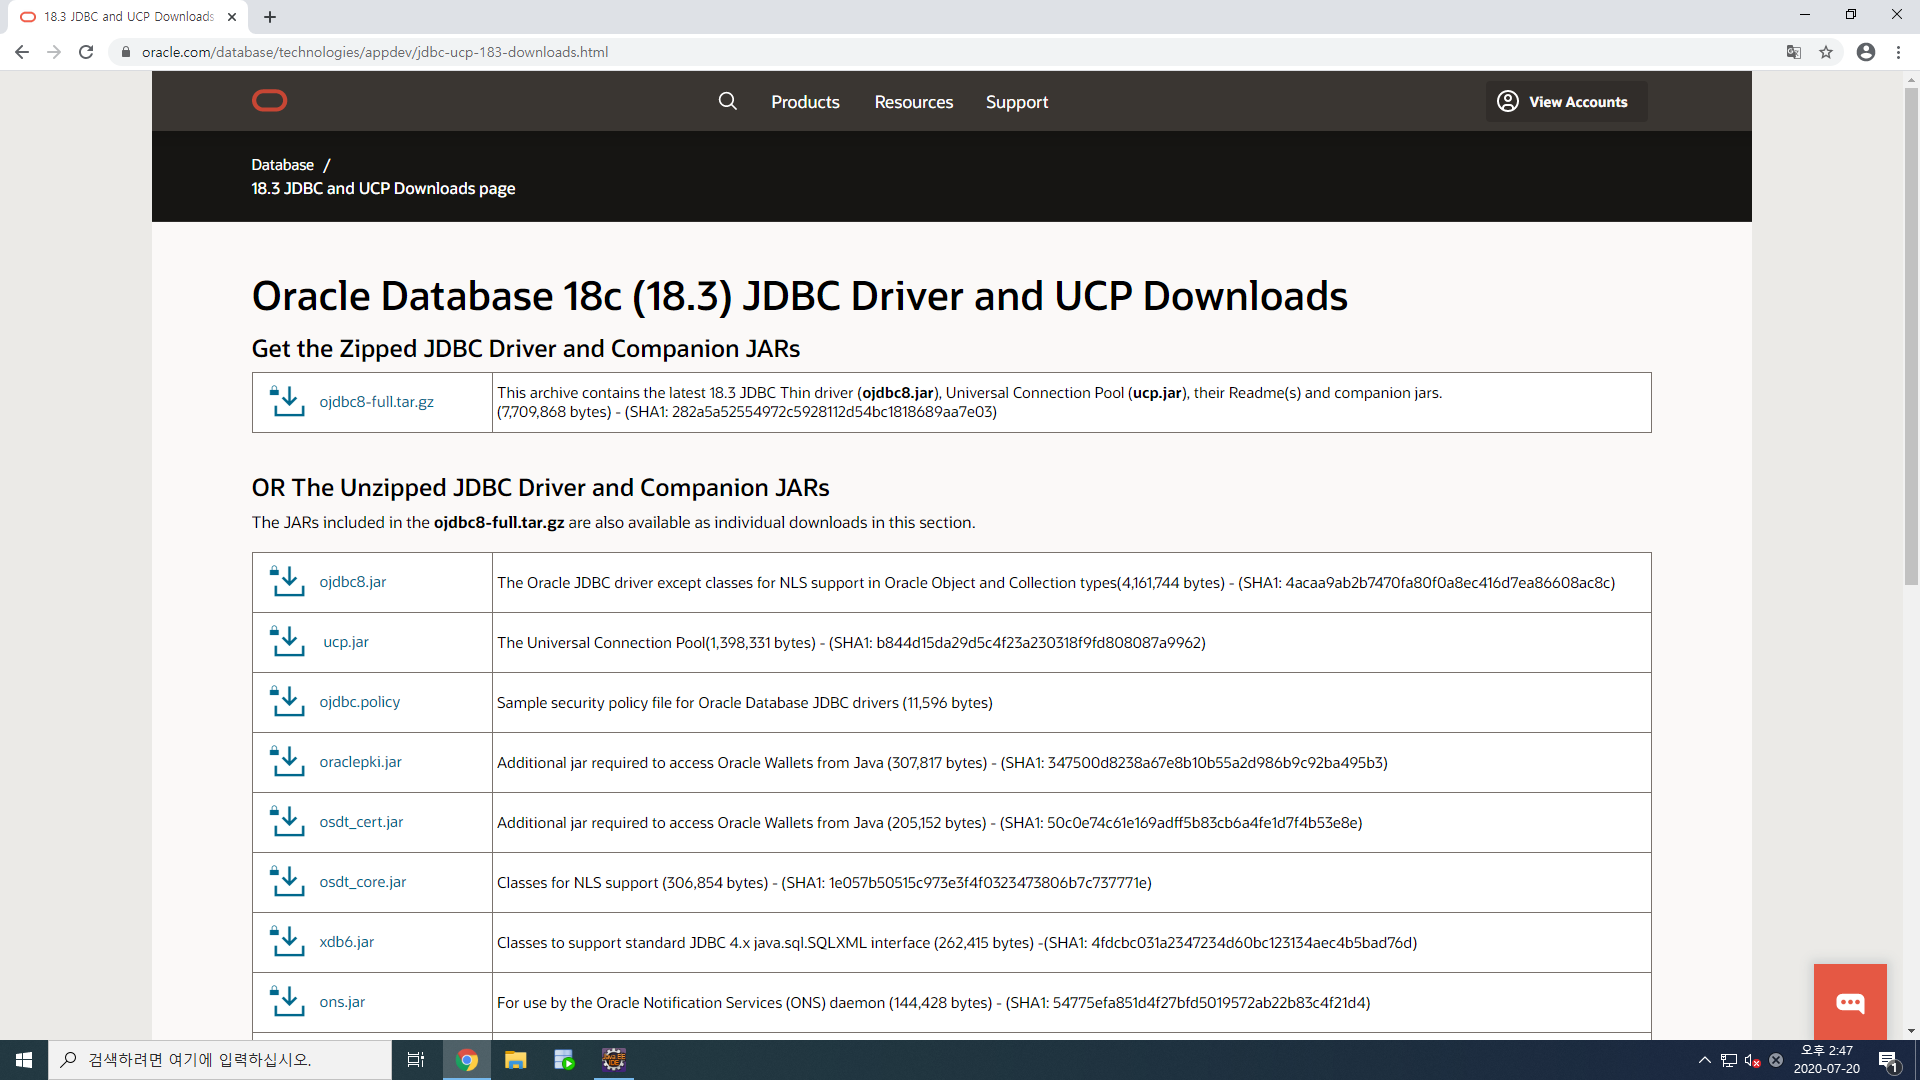 18.3 JDBC and UCP Downloads
oracle.com/database/technologies/appdev/jdbc-ucp-183-downloads.html
Products
Resources
Support
View Accounts
Database /
18.3 JDBC and UCP Downloads page
Oracle Database 18c (18.3) JDBC Driver and UCP Downloads
Get the Zipped JDBC Driver and Companion JARs
ojdbc8-full.tar.gz
This archive contains the latest 18.3 JDBC Thin driver (ojdbc8.jar), Universal Connection Pool (ucp.jar), their Readme(s) and companion jars.
(7,709,868 bytes) - (SHA1: 282a5a52554972c5928112d54bc1818689aa7e03)
OR The Unzipped JDBC Driver and Companion JARs
The JARs included in the ojdbc8-full.tar.gz are also available as individual downloads in this section.
ojdbc8.jar
The Oracle JDBC driver except classes for NLS support in Oracle Object and Collection types(4,161,744 bytes) - (SHA1: 4acaa9ab2b7470fa80f0a8ec416d7ea86608ac8c)
ucp.jar
The Universal Connection Pool(1,398,331 bytes) - (SHA1: b844d15da29d5c4f23a230318f9fd808087a9962)
ojdbc.policy
Sample security policy file for Oracle Database JDBC drivers (11,596 bytes)
oraclepki.jar
Additional jar required to access Oracle Wallets from Java (307,817 bytes) - (SHA1: 347500d8238a67e8b10b55a2d986b9c92ba495b3)
osdt_cert.jar
Additional jar required to access Oracle Wallets from Java (205,152 bytes) - (SHA1: 50c0e74c61e169adff5b83cb6a4fe1d7f4b53e8e)
osdt_core.jar
Classes for NLS support (306,854 bytes) - (SHA1: 1e057b50515c973e3f4f0323473806b7c737771e)
xdb6.jar
Classes to support standard JDBC 4.x java.sql.SQLXML interface (262,415 bytes) -(SHA1: 4fdcbc031a2347234d60bc123134aec4b5bad76d)
ons.jar
For use by the Oracle Notification Services (ONS) daemon (144,428 bytes) - (SHA1: 54775efa851d4f27bfd5019572ab22b83c4f21d4)
검색하려면 여기에 입력하십시오.
오후 2:47
2020-07-20
1